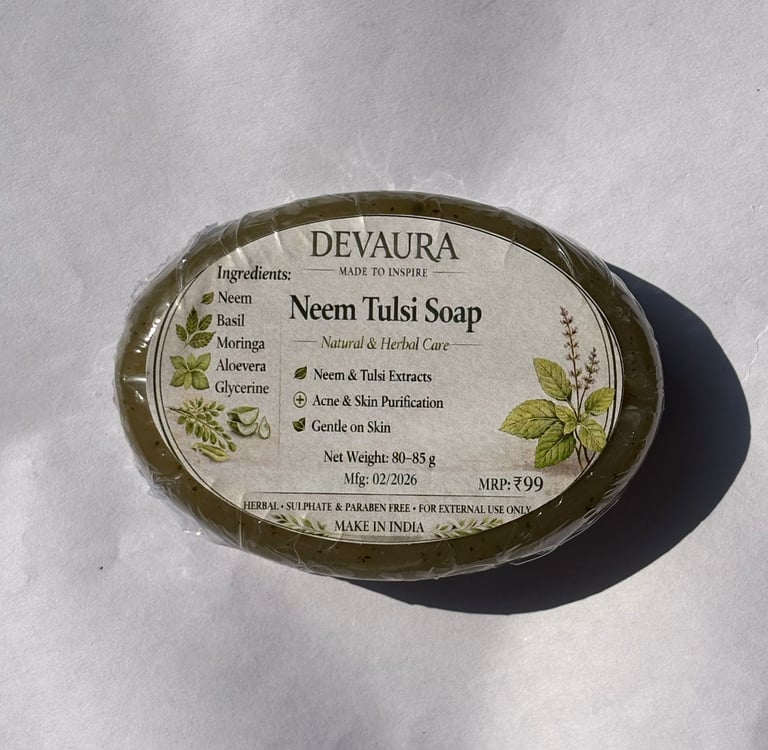 DEVAURA
MADE TO INSPIRE
Ingredients:
Neem
Basil
Moringa
Aloevera
Glycerine
Neem Tulsi Soap
Natural & Herbal Care
Neem & Tulsi Extracts
Acne & Skin Purification
Gentle on Skin
Net Weight: 80–85 g
Mfg: 02/2026
MRP: ₹99
HERBAL • SULPHATE & PARABEN FREE • FOR EXTERNAL USE ONLY
MAKE IN INDIA